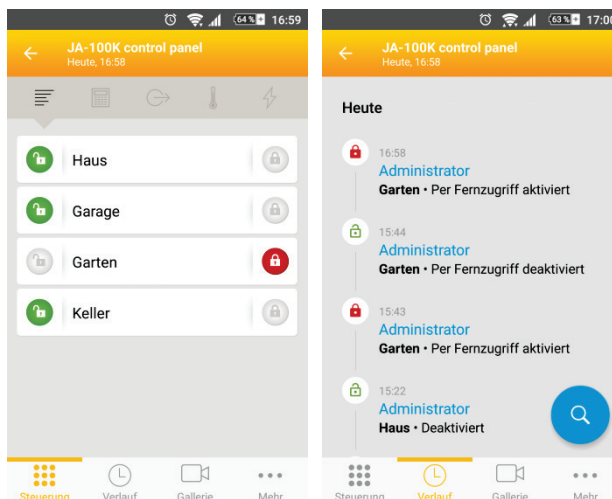 64% 16:59
JA-100K control panel
Heute, 16:58
Haus
Garage
Garten
Keller
Steuerung Verlauf Gallerie Mehr
63% 17:00
JA-100K control panel
Heute, 16:58
Heute
16:58
Administrator
Garten • Per Fernzugriff aktiviert
15:44
Administrator
Garten • Per Fernzugriff deaktiviert
15:43
Administrator
Garten • Per Fernzugriff aktiviert
15:22
Administrator
Haus • Deaktiviert
Steuerung Verlauf Gallerie Mehr